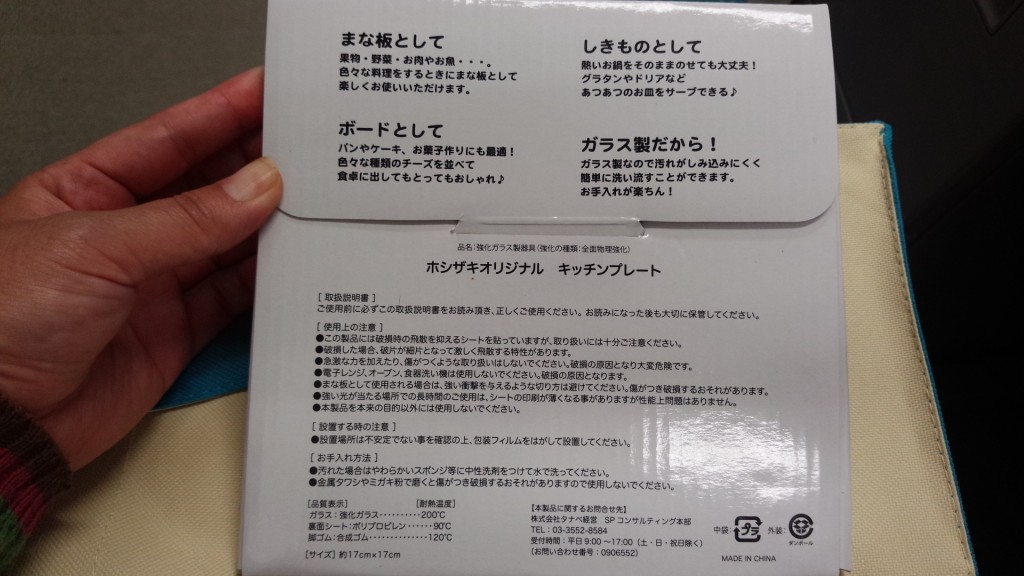 まな板として
果物・野菜・お肉やお魚・・・。
色々な料理をするときにまな板として
楽しくお使いいただけます。
しきものとして
熱いお鍋をそのままのせても大丈夫！
グラタンやドリアなど
あつあつのお皿をサーブできる♪
ボードとして
パンやケーキ、お菓子作りにも最適！
色々な種類のチーズを並べて
食卓に出してもとってもおしゃれ♪
ガラス製だから！
ガラス製なので汚れがしみ込みにくく
簡単に洗い流すことができます。
お手入れが楽ちん！
品名：強化ガラス製器具（強化の種類：全面物理強化）
ホシザキオリジナル　キッチンプレート
［ 取扱説明書 ］
ご使用前に必ずこの取扱説明書をお読み頂き、正しくご使用ください。お読みになった後も大切に保管してください。
［ 使用上の注意 ］
●この製品には破損時の飛散を抑えるシートを貼っていますが、取り扱いには十分ご注意ください。
●破損した場合、破片が細片となって激しく飛散する特性があります。
●急激な力を加えたり、傷がつくような取り扱いはしないでください。破損の原因となり大変危険です。
●電子レンジ、オーブン、食器洗い機は使用しないでください。破損の原因となります。
●まな板として使用される場合は、強い衝撃を与えるような切り方は避けてください。傷がつき破損するおそれがあります。
●強い光が当たる場所での長時間のご使用は、シートの印刷が薄くなる事がありますが性能上問題はありません。
●本製品を本来の目的以外には使用しないでください。
［ 設置する時の注意 ］
●設置場所は不安定でない事を確認の上、包装フィルムをはがして設置してください。
［ お手入れ方法 ］
●汚れた場合はやわらかいスポンジ等に中性洗剤をつけて水で洗ってください。
●金属タワシやミガキ粉で磨くと傷がつき破損するおそれがありますので使用しないでください。
［品質表示］　［耐熱温度］
ガラス：強化ガラス・・・・・・・・・・200℃
裏面シート：ポリプロピレン・・・・・・90℃
脚ゴム：合成ゴム・・・・・・・・・・・・・・120℃
［サイズ］約17cm×17cm
【本製品に関するお問合せ先】
株式会社タナベ経営　SP コンサルティング本部
TEL：03-3552-8584
受付時間：平日9:00～17:00（土・日・祝日除く）
（お問い合わせ番号：0906552）
中袋：プラ 外装：ダンボール
MADE IN CHINA